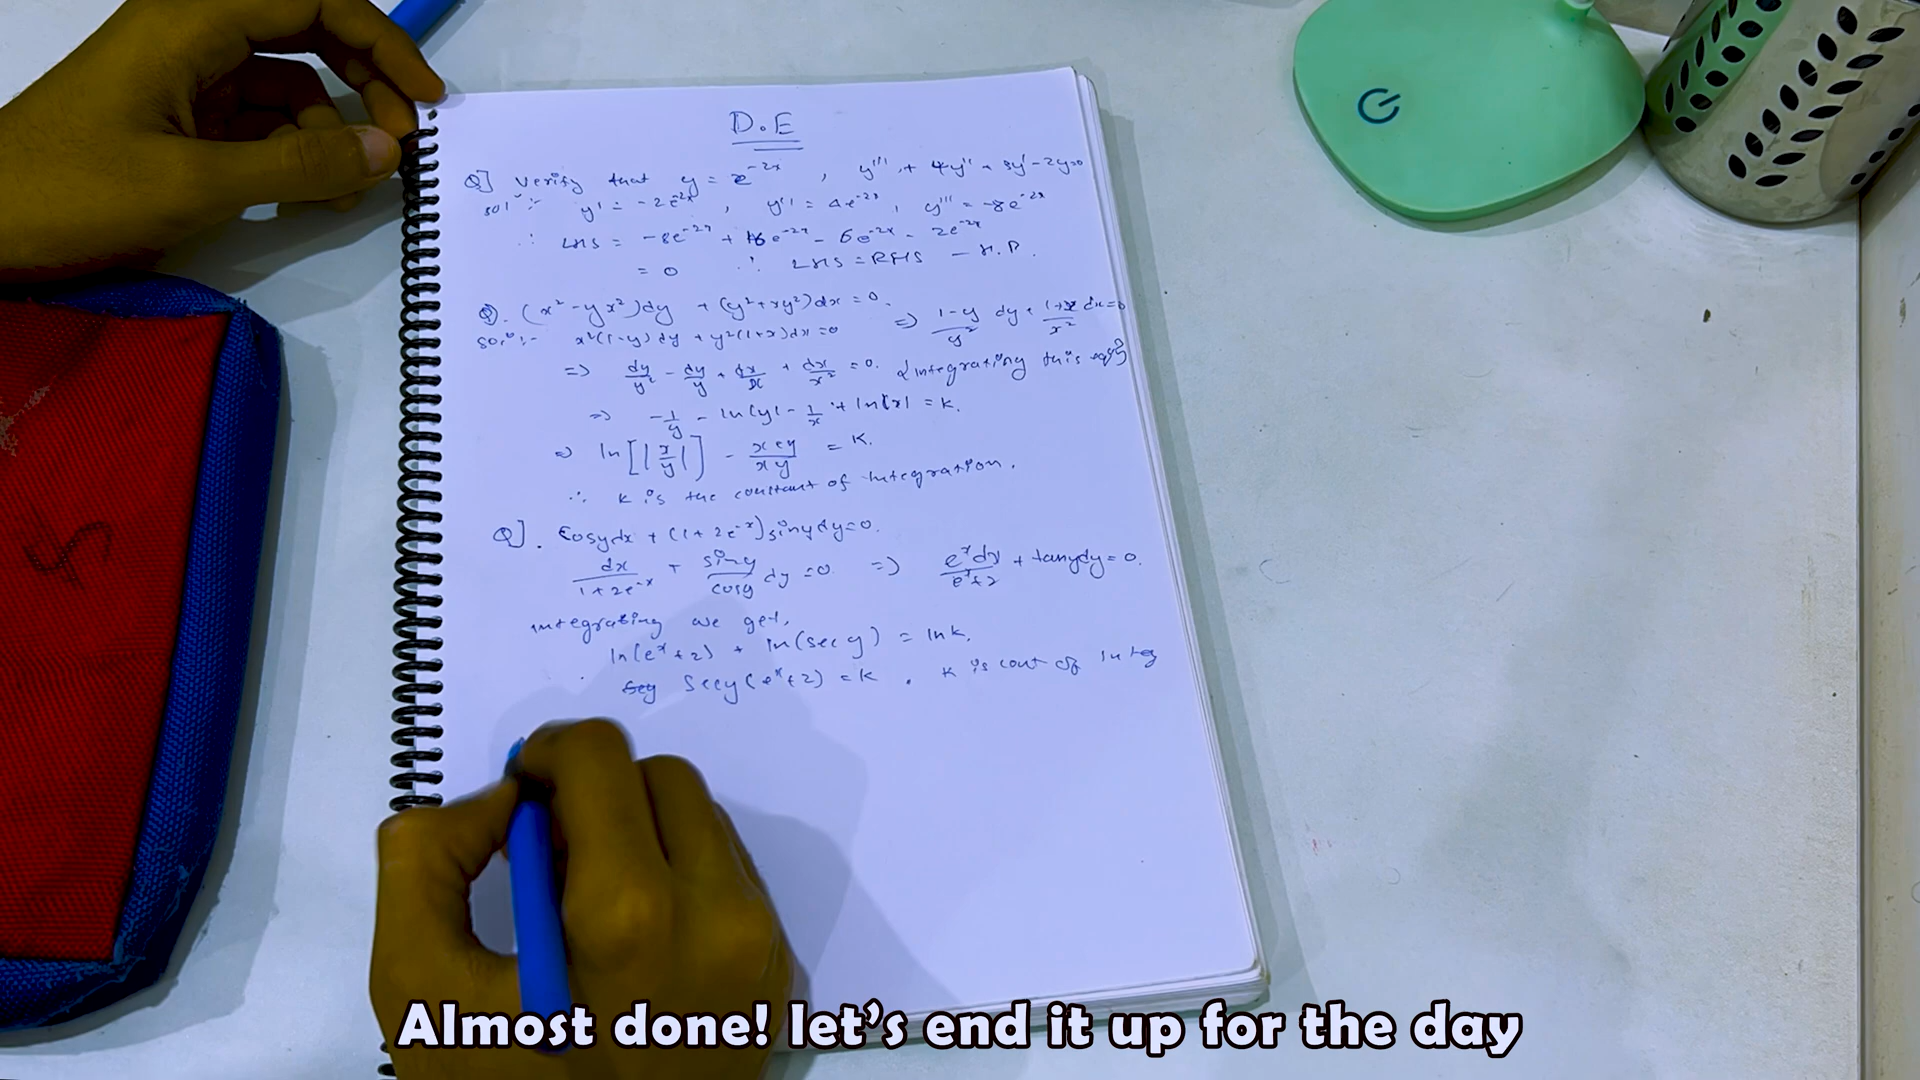 D.E
Q] Verify that y = e^-2x , y''' + 4y'' + 3y' - 2y=0
sol^n :- y' = -2e^-2x , y'' = 4e^-2x , y''' = -8e^-2x
∴ LHS = -8e^-2x + 16e^-2x - 6e^-2x - 2e^-2x
= 0 ∴ LHS = RHS - H.P.
Q). (x² - yx²)dy + (y² + xy²)dx = 0.
sol^n :- x²(1-y)dy + y²(1+x)dx = 0 => (1-y)/y² dy + (1+x)/x² dx = 0
=> dy/y² - dy/y + dx/x + dx/x² = 0. Integrating this eqn
=> -1/y - ln|y| - 1/x + ln|x| = K.
=> ln[|x/y|] - (x+y)/(xy) = K.
∴ K is the constant of Integration.
Q]. Cosydx + (1 + 2e^-x)sinydy=0.
dx/(1+2e^-x) + siny/cosy dy = 0 => e^x dx/(e^x+2) + tanydy = 0.
integrating we get,
ln(e^x+2) + ln(secy) = lnk.
Secy(e^x+2) = k . K is cont of Integ
S
Almost done! let's end it up for the day